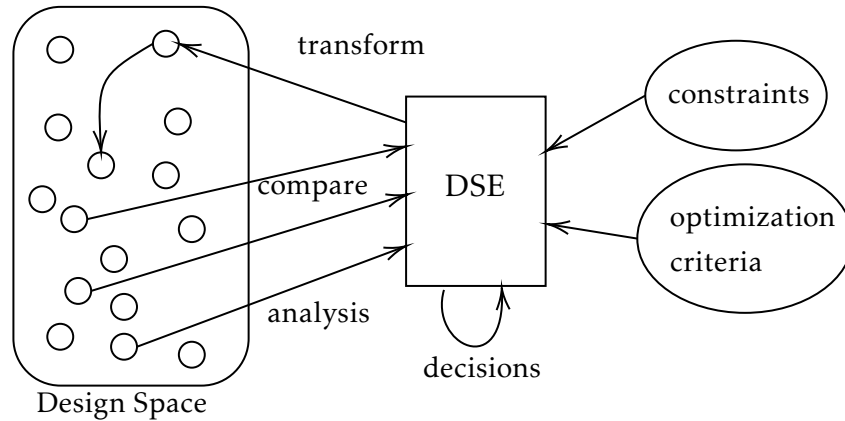 transform
constraints
compare
DSE
optimization
criteria
analysis
decisions
Design Space